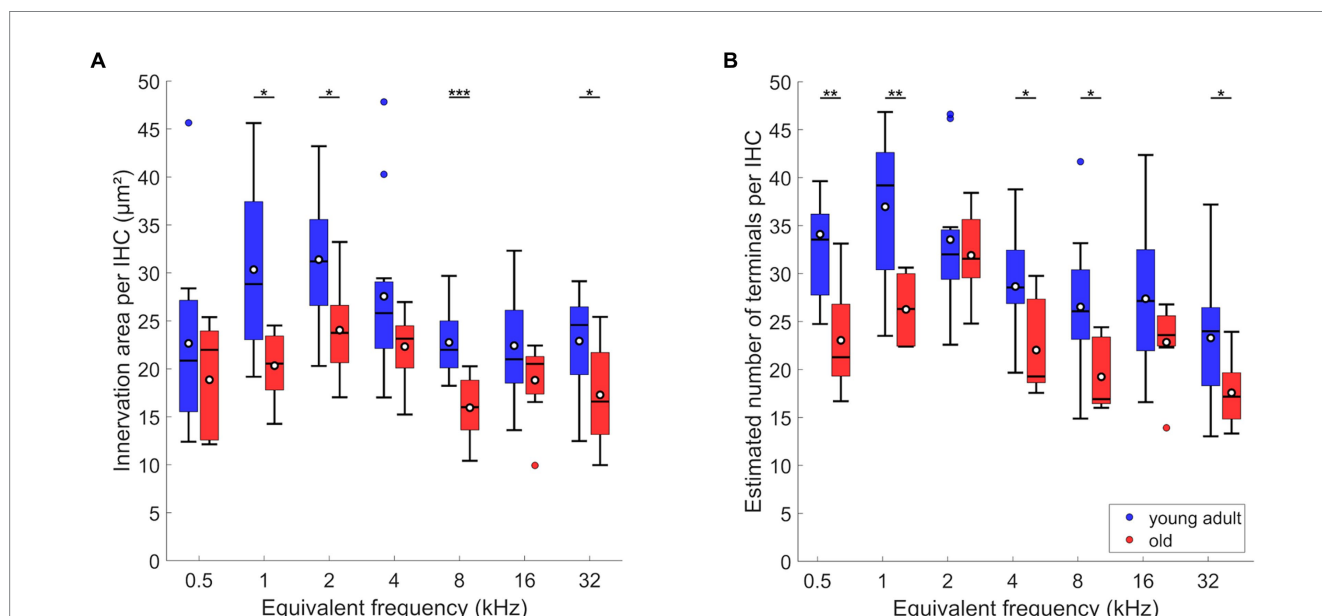 A
Innervation area per IHC (µm²)
50
45
40
35
30
25
20
15
10
5
0
* * *** *
0.5 1 2 4 8 16 32
Equivalent frequency (kHz)
B
Estimated number of terminals per IHC
50
45
40
35
30
25
20
15
10
5
0
** ** * * *
young adult
old
0.5 1 2 4 8 16 32
Equivalent frequency (kHz)